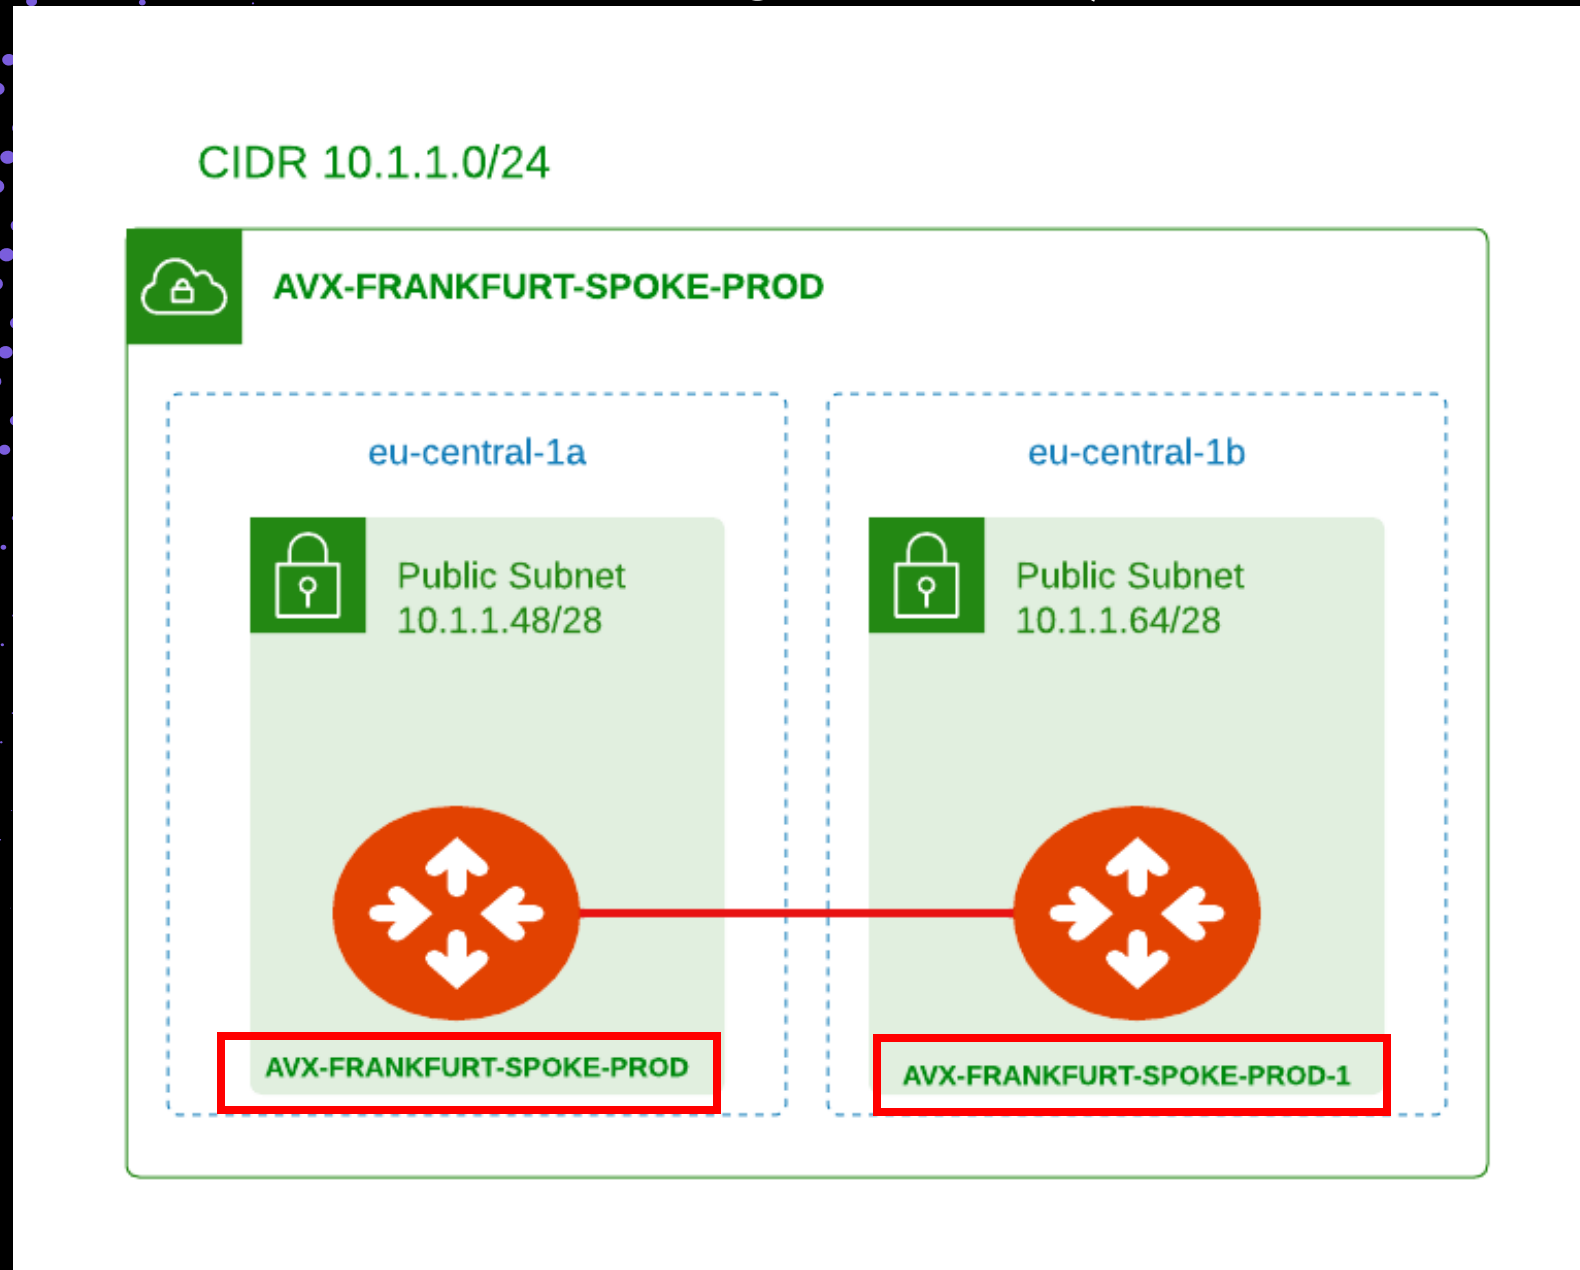 CIDR 10.1.1.0/24
AVX-FRANKFURT-SPOKE-PROD
eu-central-1a
Public Subnet
10.1.1.48/28
AVX-FRANKFURT-SPOKE-PROD
eu-central-1b
Public Subnet
10.1.1.64/28
AVX-FRANKFURT-SPOKE-PROD-1